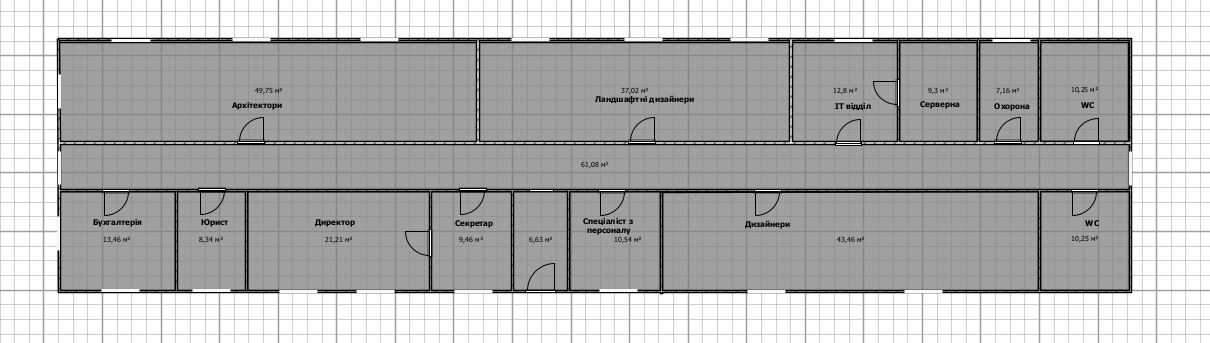 49,75 м²
Архітектори
37,02 м²
Ландшафтні дизайнери
12,8 м²
ІТ відділ
9,3 м²
Серверна
7,16 м²
Охорона
10,25 м²
WC
61,08 м²
Бухгалтерія
13,46 м²
Юрист
8,34 м²
Директор
21,21 м²
Секретар
9,46 м²
6,63 м²
Спеціаліст з
персоналу
10,54 м²
Дизайнери
43,46 м²
WC
10,25 м²